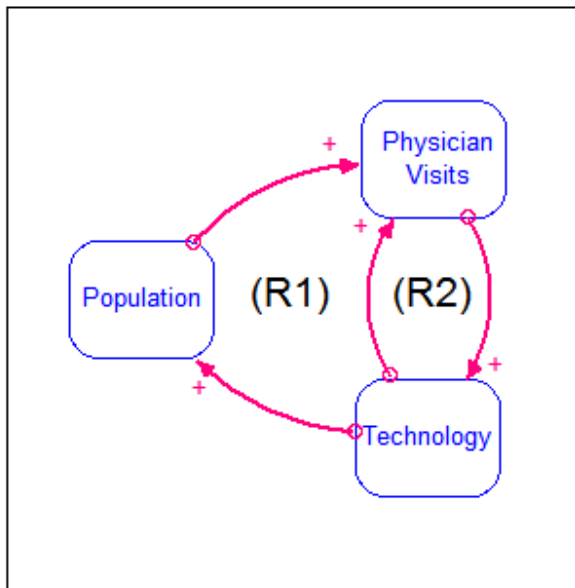 +
Physician
Visits
+
Population
(R1)
(R2)
+
+
Technology